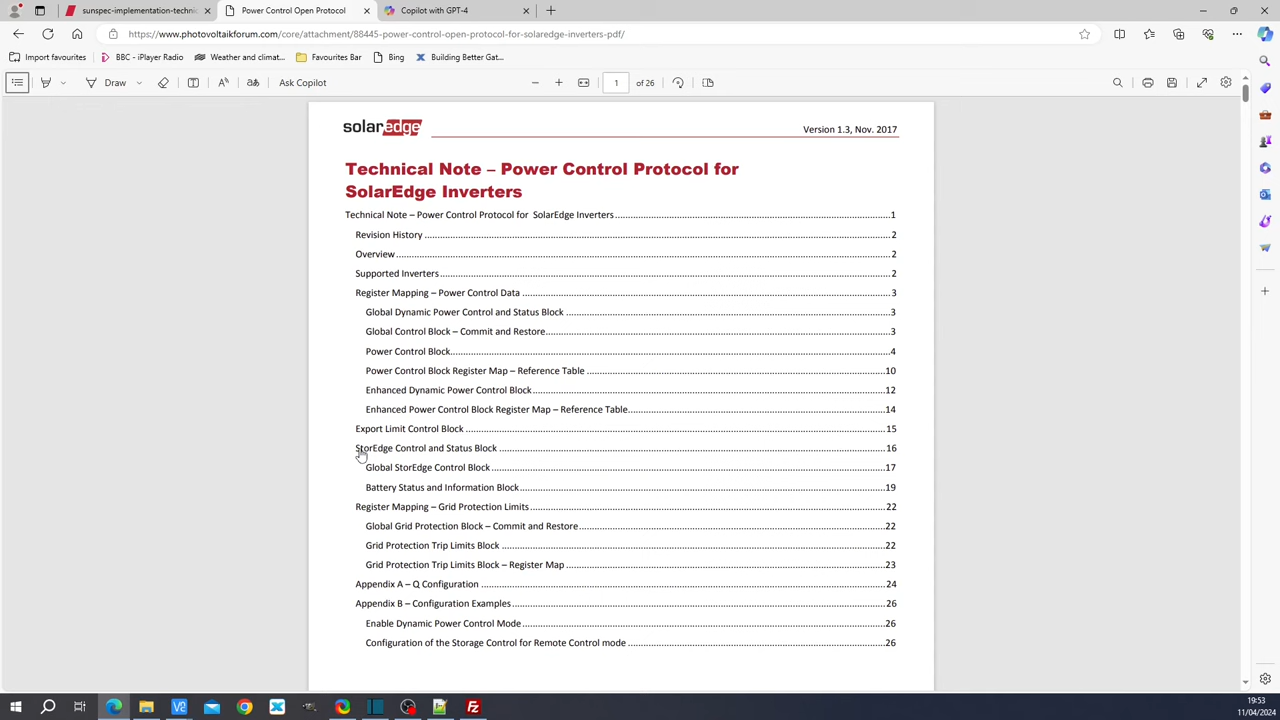 sunspec-implementation-techni
Power Control Open Protocol
Copilot with GPT-4
https://www.photovoltaikforum.com/core/attachment/88445-power-control-open-protocol-for-solaredge-inverters-pdf/
Import favourites
BBC - iPlayer Radio
Weather and climat...
Favourites Bar
Bing
Building Better Gat...
Draw
Ask Copilot
1 of 26
solaredge
Version 1.3, Nov. 2017
Technical Note – Power Control Protocol for
SolarEdge Inverters
Technical Note – Power Control Protocol for SolarEdge Inverters 1
Revision History 2
Overview 2
Supported Inverters 2
Register Mapping – Power Control Data 3
Global Dynamic Power Control and Status Block 3
Global Control Block – Commit and Restore 3
Power Control Block 4
Power Control Block Register Map – Reference Table 10
Enhanced Dynamic Power Control Block 12
Enhanced Power Control Block Register Map – Reference Table 14
Export Limit Control Block 15
StorEdge Control and Status Block 16
Global StorEdge Control Block 17
Battery Status and Information Block 19
Register Mapping – Grid Protection Limits 22
Global Grid Protection Block – Commit and Restore 22
Grid Protection Trip Limits Block 22
Grid Protection Trip Limits Block – Register Map 23
Appendix A – Q Configuration 24
Appendix B – Configuration Examples 26
Enable Dynamic Power Control Mode 26
Configuration of the Storage Control for Remote Control mode 26
19:53
11/04/2024